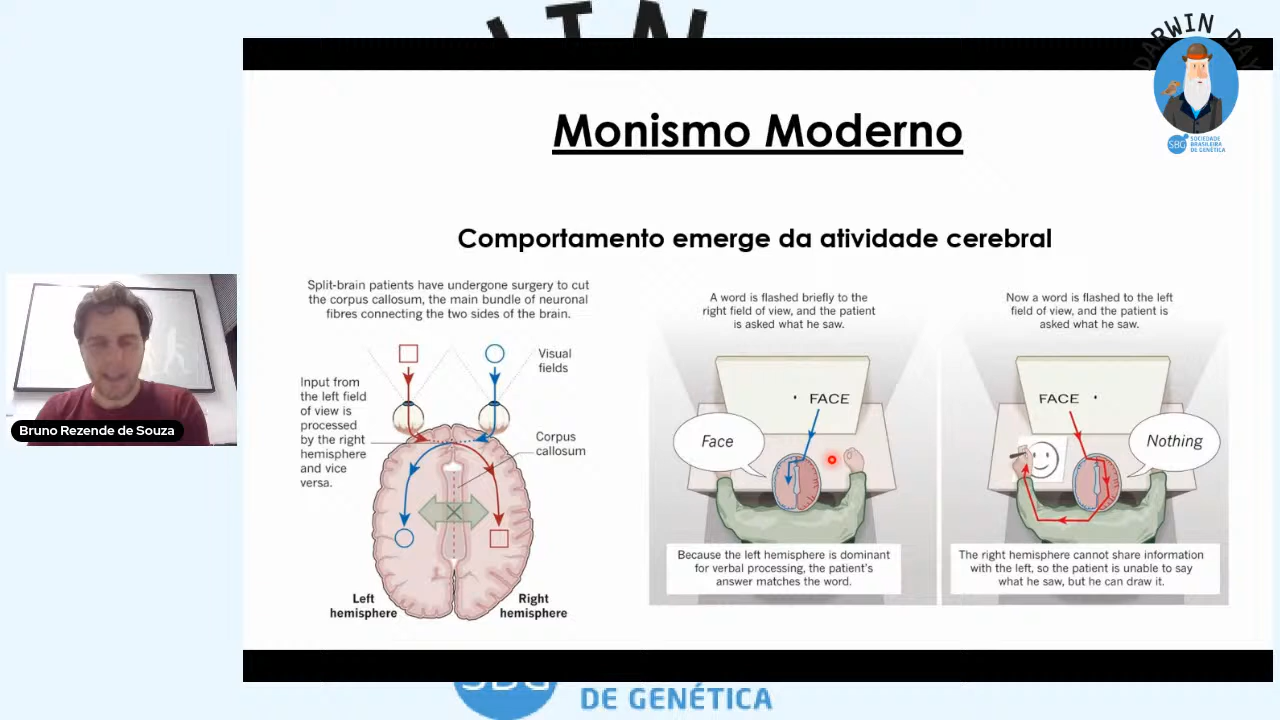 DARWIN DAY
SBG
SOCIEDADE
BRASILEIRA
DE GENÉTICA
Monismo Moderno
Comportamento emerge da atividade cerebral
Split-brain patients have undergone surgery to cut
the corpus callosum, the main bundle of neuronal
fibres connecting the two sides of the brain.
Visual
fields
Input from
the left field
of view is
processed
by the right
hemisphere
and vice
versa.
Corpus
callosum
Left
hemisphere
Right
hemisphere
A word is flashed briefly to the
right field of view, and the patient
is asked what he saw.
FACE
Face
Because the left hemisphere is dominant
for verbal processing, the patient's
answer matches the word.
Now a word is flashed to the left
field of view, and the patient is
asked what he saw.
FACE
Nothing
The right hemisphere cannot share information
with the left, so the patient is unable to say
what he saw, but he can draw it.
Bruno Rezende de Souza
SBG
DE GENÉTICA